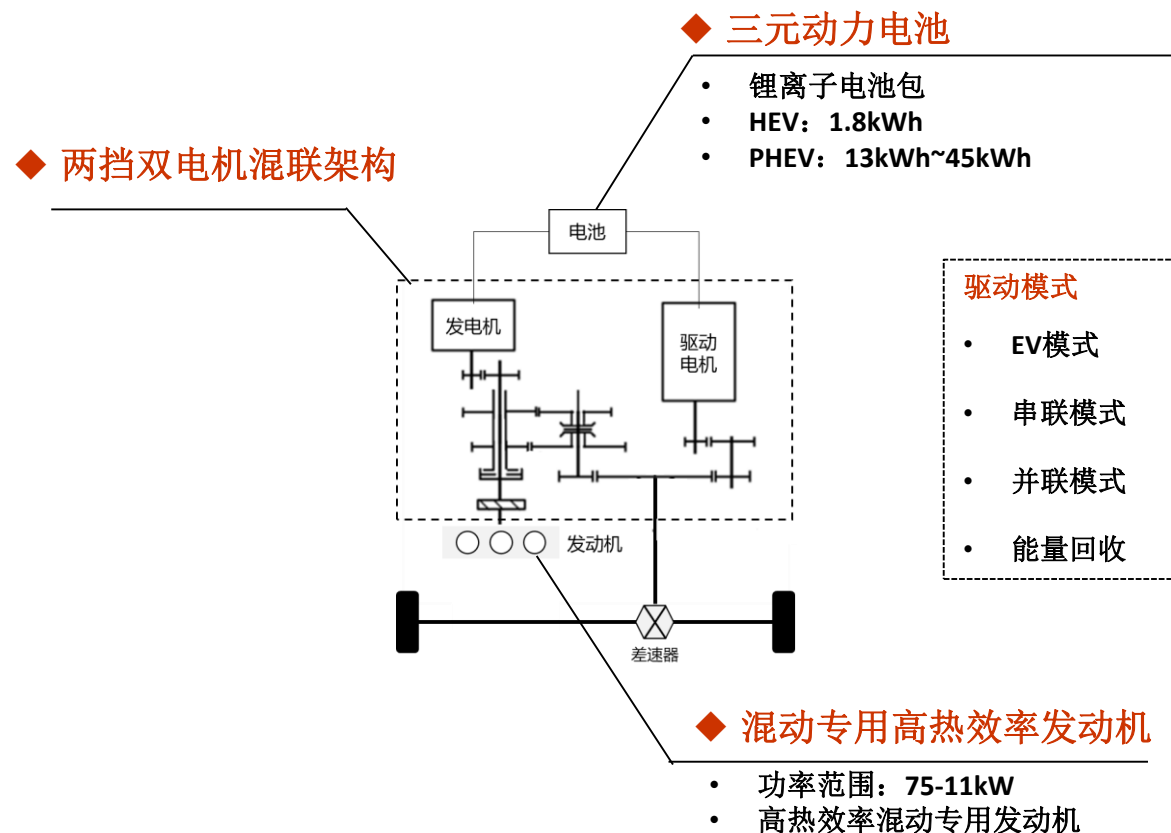 ◆ 三元动力电池
• 锂离子电池包
• HEV：1.8kWh
• PHEV：13kWh~45kWh
◆ 两挡双电机混联架构
电池
发电机
驱动
电机
发动机
差速器
驱动模式
• EV模式
• 串联模式
• 并联模式
• 能量回收
◆ 混动专用高热效率发动机
• 功率范围：75-11kW
• 高热效率混动专用发动机